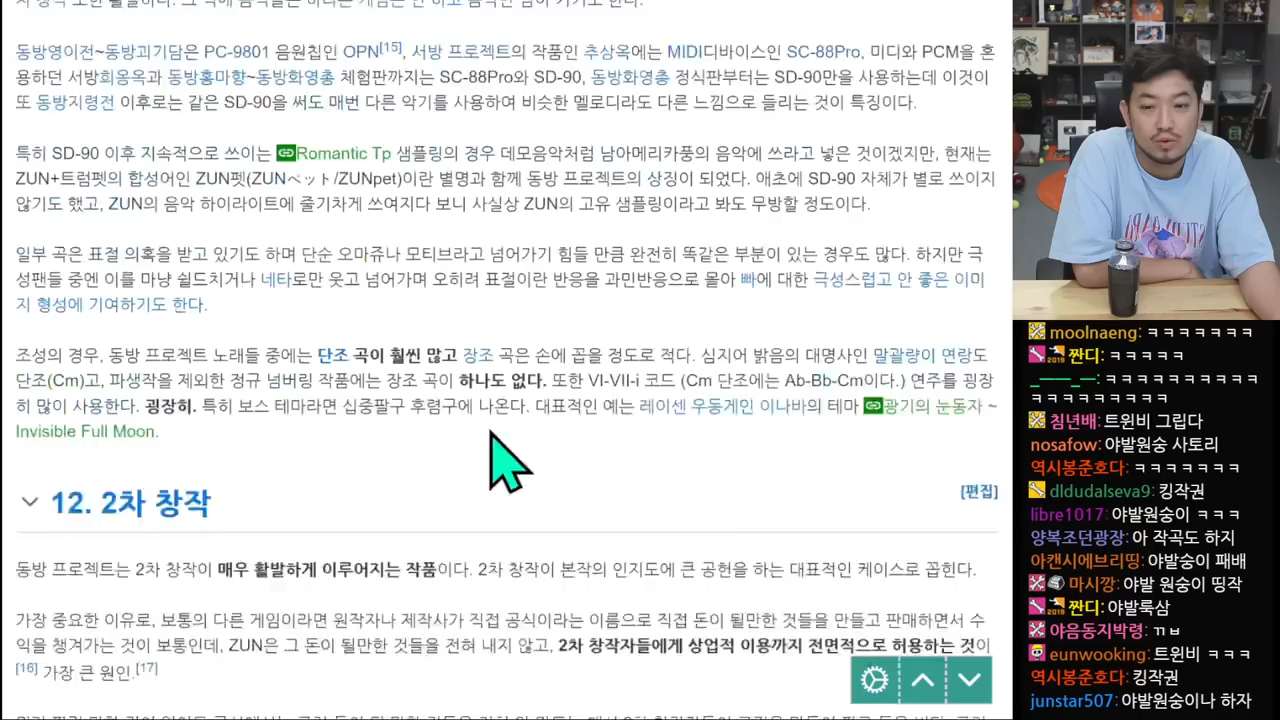 동방영이전~동방괴기담은 PC-9801 음원칩인 OPN[15], 서방 프로젝트의 작품인 추상옥에는 MIDI디바이스인 SC-88Pro, 미디와 PCM을 혼
용하던 서방희옹옥과 동방홍마향~동방화영총 체험판까지는 SC-88Pro와 SD-90, 동방화영총 정식판부터는 SD-90만을 사용하는데 이것이
또 동방지령전 이후로는 같은 SD-90을 써도 매번 다른 악기를 사용하여 비슷한 멜로디라도 다른 느낌으로 들리는 것이 특징이다.
특히 SD-90 이후 지속적으로 쓰이는 Romantic Tp 샘플링의 경우 데모음악처럼 남아메리카풍의 음악에 쓰라고 넣은 것이겠지만, 현재는
ZUN+트럼펫의 합성어인 ZUN펫(ZUNペット/ZUNpet)이란 별명과 함께 동방 프로젝트의 상징이 되었다. 애초에 SD-90 자체가 별로 쓰이지
않기도 했고, ZUN의 음악 하이라이트에 줄기차게 쓰여지다 보니 사실상 ZUN의 고유 샘플링이라고 봐도 무방할 정도이다.
일부 곡은 표절 의혹을 받고 있기도 하며 단순 오마쥬나 모티브라고 넘어가기 힘들 만큼 완전히 똑같은 부분이 있는 경우도 많다. 하지만 극
성팬들 중엔 이를 마냥 쉴드치거나 네타로만 웃고 넘어가며 오히려 표절이란 반응을 과민반응으로 몰아 빠에 대한 극성스럽고 안 좋은 이미
지 형성에 기여하기도 한다.
조성의 경우, 동방 프로젝트 노래들 중에는 단조 곡이 훨씬 많고 장조 곡은 손에 꼽을 정도로 적다. 심지어 밝음의 대명사인 말괄량이 연랑도
단조(Cm)고, 파생작을 제외한 정규 넘버링 작품에는 장조 곡이 하나도 없다. 또한 VI-VII-i 코드 (Cm 단조에는 Ab-Bb-Cm이다.) 연주를 굉장
히 많이 사용한다. 굉장히. 특히 보스 테마라면 십중팔구 후렴구에 나온다. 대표적인 예는 레이센 우동게인 이나바의 테마 광기의 눈동자 ~
Invisible Full Moon.
12. 2차 창작
[편집]
동방 프로젝트는 2차 창작이 매우 활발하게 이루어지는 작품이다. 2차 창작이 본작의 인지도에 큰 공헌을 하는 대표적인 케이스로 꼽힌다.
가장 중요한 이유로, 보통의 다른 게임이라면 원작자나 제작사가 직접 공식이라는 이름으로 직접 돈이 될만한 것들을 만들고 판매하면서 수
익을 챙겨가는 것이 보통인데, ZUN은 그 돈이 될만한 것들을 전혀 내지 않고, 2차 창작자들에게 상업적 이용까지 전면적으로 허용하는 것이
[16] 가장 큰 원인.[17]
moolnaeng: ㅋㅋㅋㅋㅋㅋㅋ
2019 짠디: ㅋㅋㅋㅋㅋ
_一一_一: ㅋㅋㅋㅋㅋㅋㅋㅋㅋㅋ
ㅋㅋㅋㅋㅋㅋㅋㅋㅋ
침년배: 트윈비 그립다
nosafow: 야발원숭 사토리
역시봉준호다: ㅋㅋㅋㅋㅋㅋㅋ
dldudalseva9: 킹작권
libre1017: 야발원숭이 ㅋㅋㅋ
양복조던광장: 아 작곡도 하지
아캔시에브리띵: 야발숭이 패배
마시깡: 야발 원숭이 띵작
2019 짠디: 야발룩삼
야음동지박령: ㄲㅂ
eunwooking: 트윈비 ㅋㅋㅋ
역시봉준호다: 킹작권
junstar507: 야발원숭이나 하자